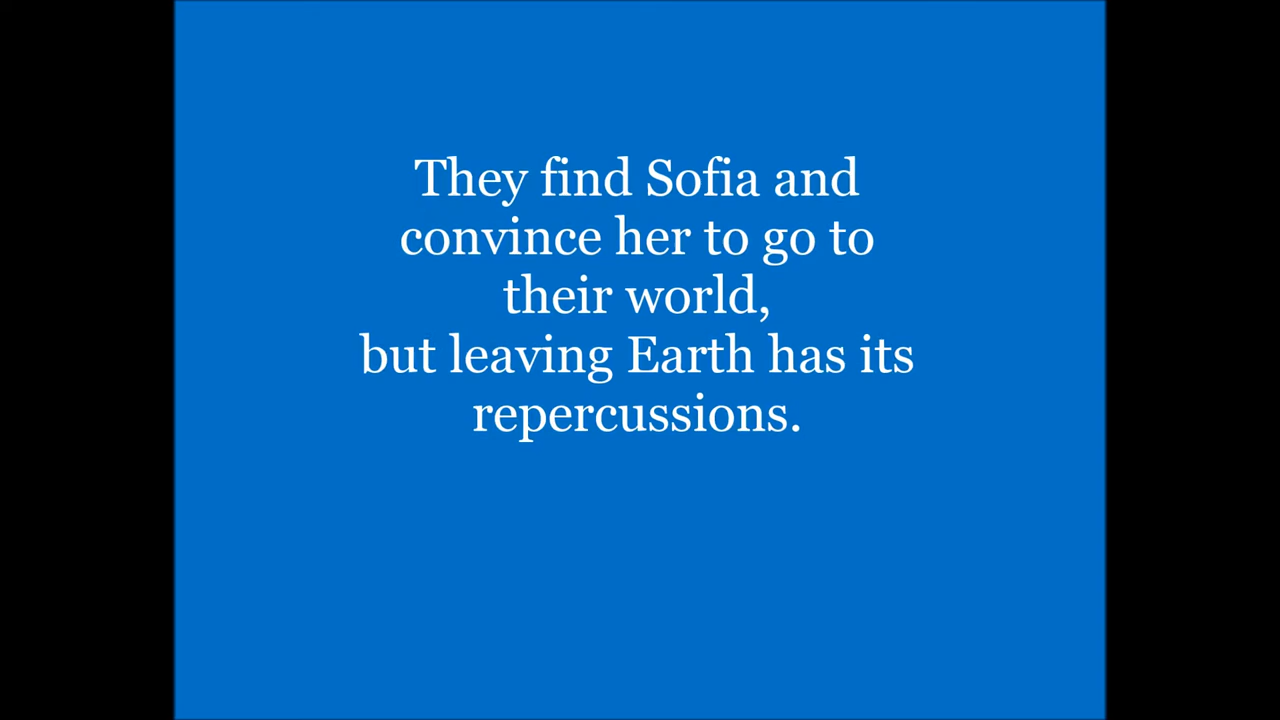 They find Sofia and
convince her to go to
their world,
but leaving Earth has its
repercussions.